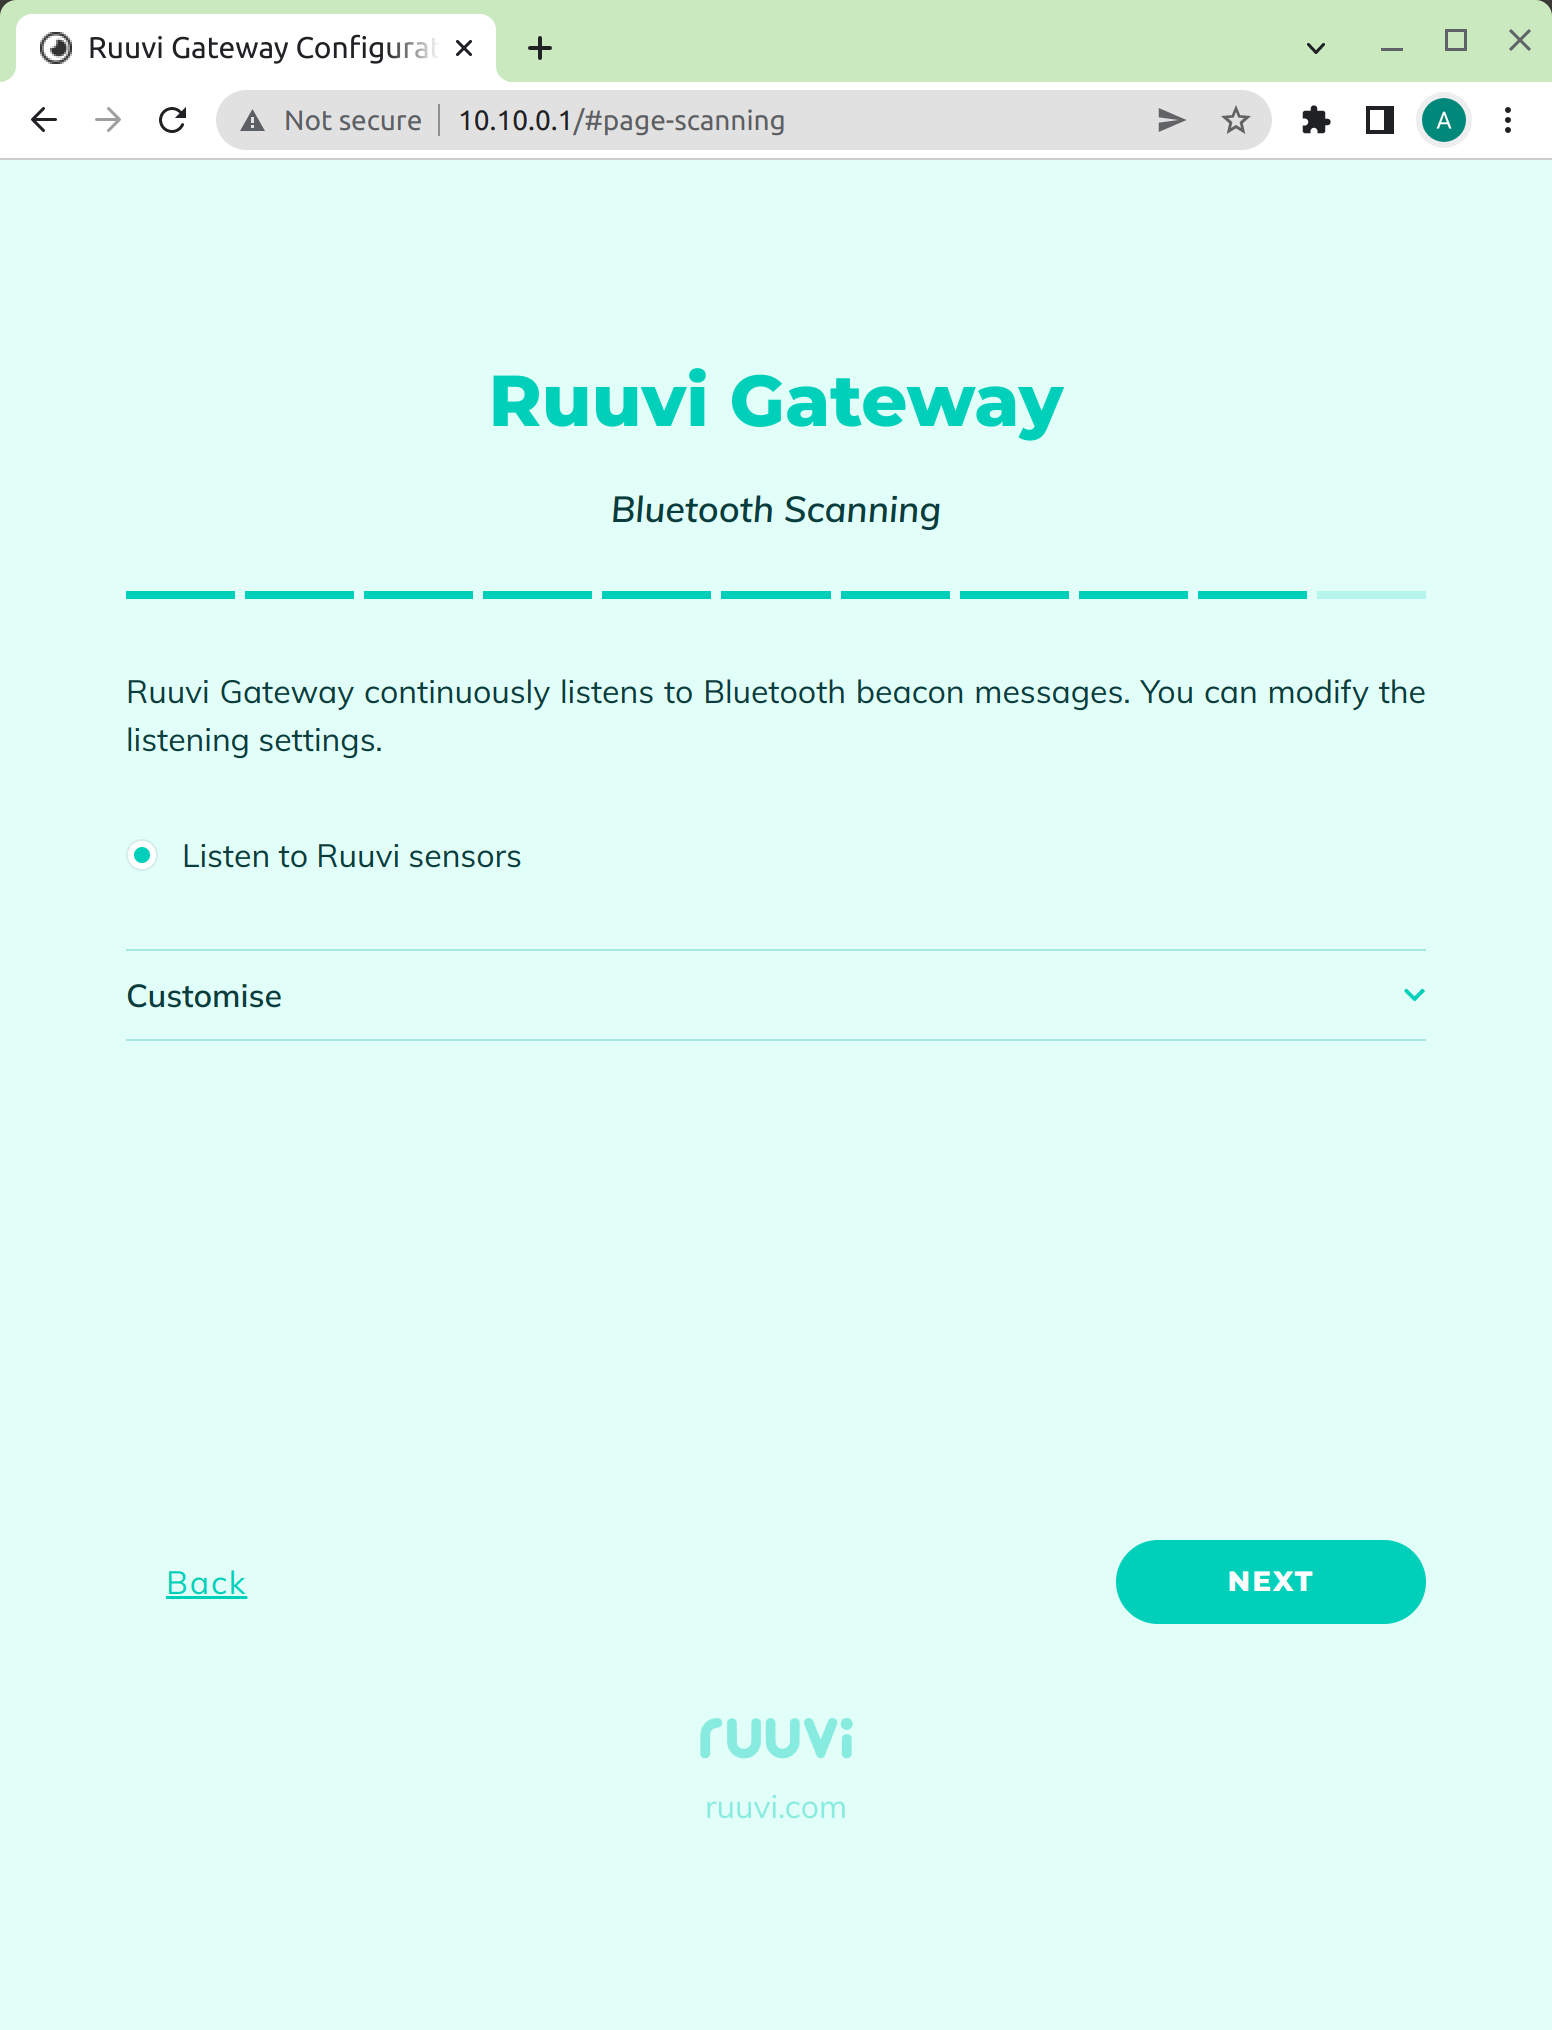 Ruuvi Gateway Configurat
Not secure 10.10.0.1/#page-scanning
A
Ruuvi Gateway
Bluetooth Scanning
Ruuvi Gateway continuously listens to Bluetooth beacon messages. You can modify the
listening settings.
Listen to Ruuvi sensors
Customise
Back
NEXT
ruuvi
ruuvi.com